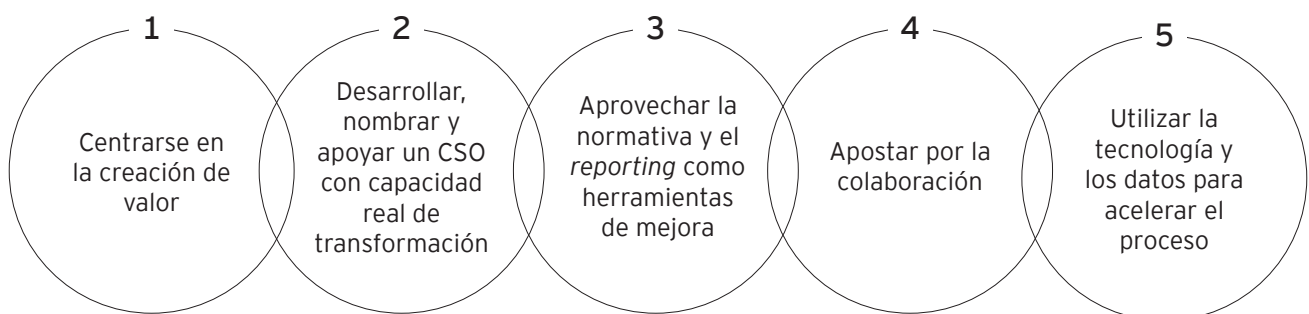 1
Centrarse en
la creación de
valor
2
Desarrollar,
nombrar y
apoyar un CSO
con capacidad
real de
transformación
3
Aprovechar la
normativa y el
reporting como
herramientas
de mejora
4
Apostar por la
colaboración
5
Utilizar la
tecnología y
los datos para
acelerar el
proceso